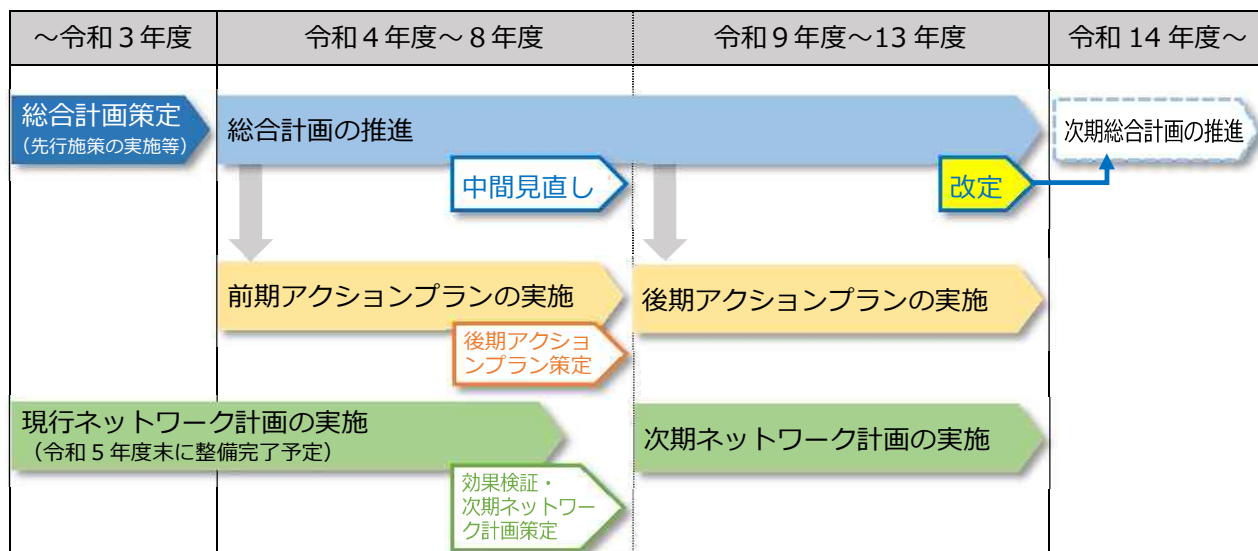 ～令和３年度
令和４年度～８年度
令和９年度～13 年度
令和 14 年度～
総合計画策定
（先行施策の実施等）
総合計画の推進
次期総合計画の推進
中間見直し
改定
前期アクションプランの実施
後期アクションプランの実施
後期アクショ
ンプラン策定
現行ネットワーク計画の実施
（令和５年度末に整備完了予定）
次期ネットワーク計画の実施
効果検証・
次期ネットワー
ク計画策定